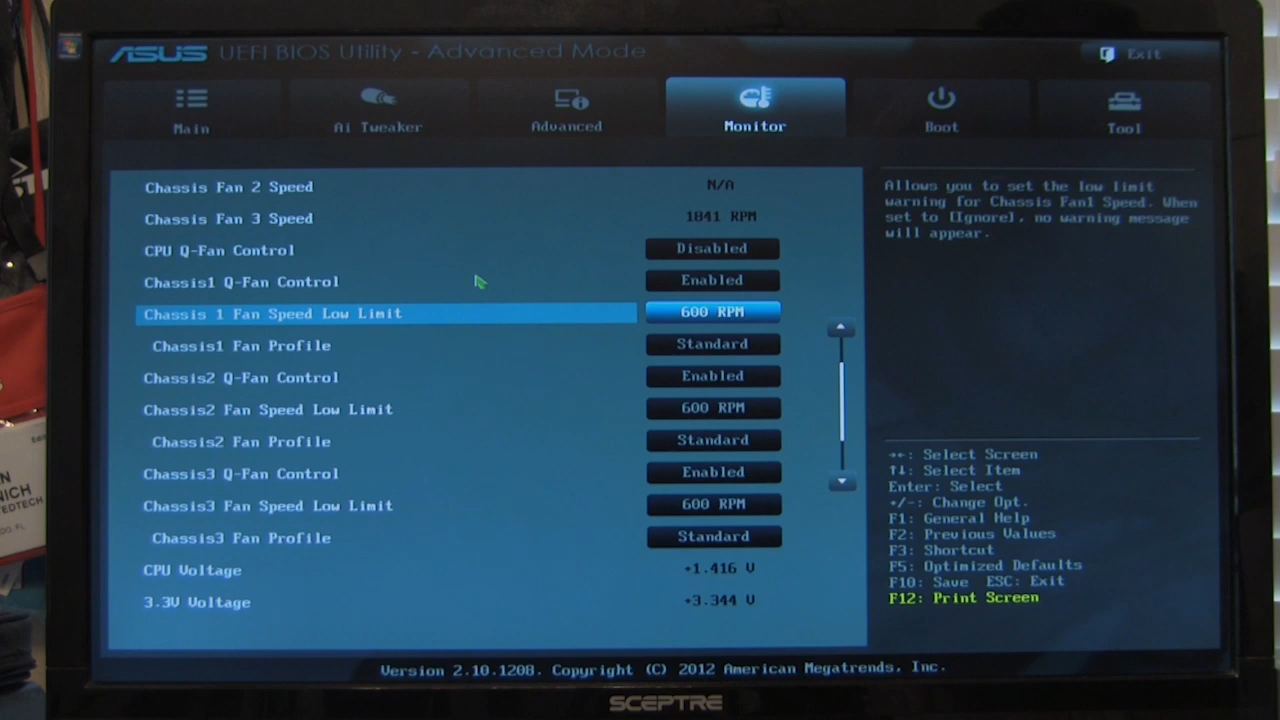 ASUS UEFI BIOS Utility - Advanced Mode
Exit
Main
Ai Tweaker
Advanced
Monitor
Boot
Tool
Chassis Fan 2 Speed N/A
Chassis Fan 3 Speed 1841 RPM
CPU Q-Fan Control Disabled
Chassis1 Q-Fan Control Enabled
Chassis 1 Fan Speed Low Limit 600 RPM
Chassis1 Fan Profile Standard
Chassis2 Q-Fan Control Enabled
Chassis2 Fan Speed Low Limit 600 RPM
Chassis2 Fan Profile Standard
Chassis3 Q-Fan Control Enabled
Chassis3 Fan Speed Low Limit 600 RPM
Chassis3 Fan Profile Standard
CPU Voltage +1.416 V
3.3V Voltage +3.344 V
Allows you to set the low limit
warning for Chassis Fan1 Speed. When
set to [Ignore], no warning message
will appear.
→←: Select Screen
↑↓: Select Item
Enter: Select
+/-: Change Opt.
F1: General Help
F2: Previous Values
F3: Shortcut
F5: Optimized Defaults
F10: Save ESC: Exit
F12: Print Screen
Version 2.10.1208. Copyright (C) 2012 American Megatrends, Inc.
SCEPTRE